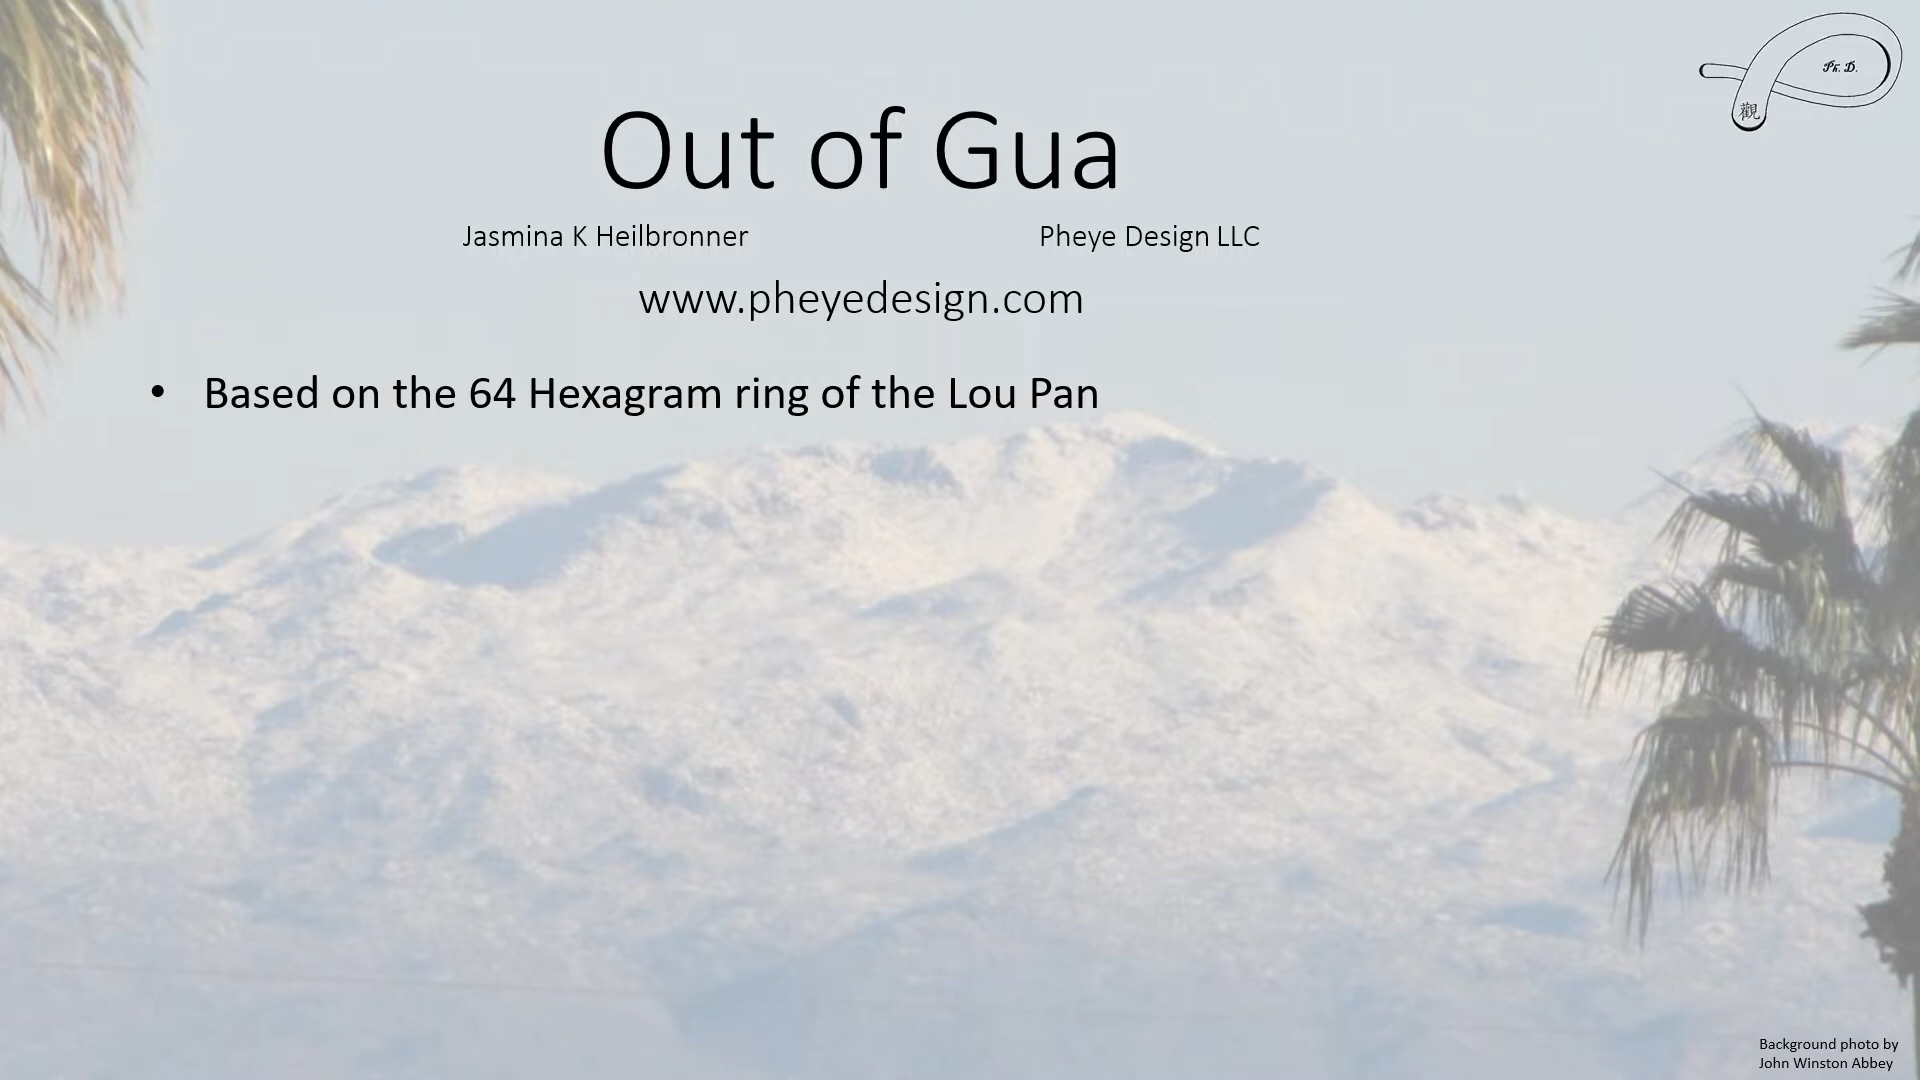 Ph. D.
觀
Out of Gua
Jasmina K Heilbronner Pheye Design LLC
www.pheyedesign.com
• Based on the 64 Hexagram ring of the Lou Pan
Background photo by
John Winston Abbey